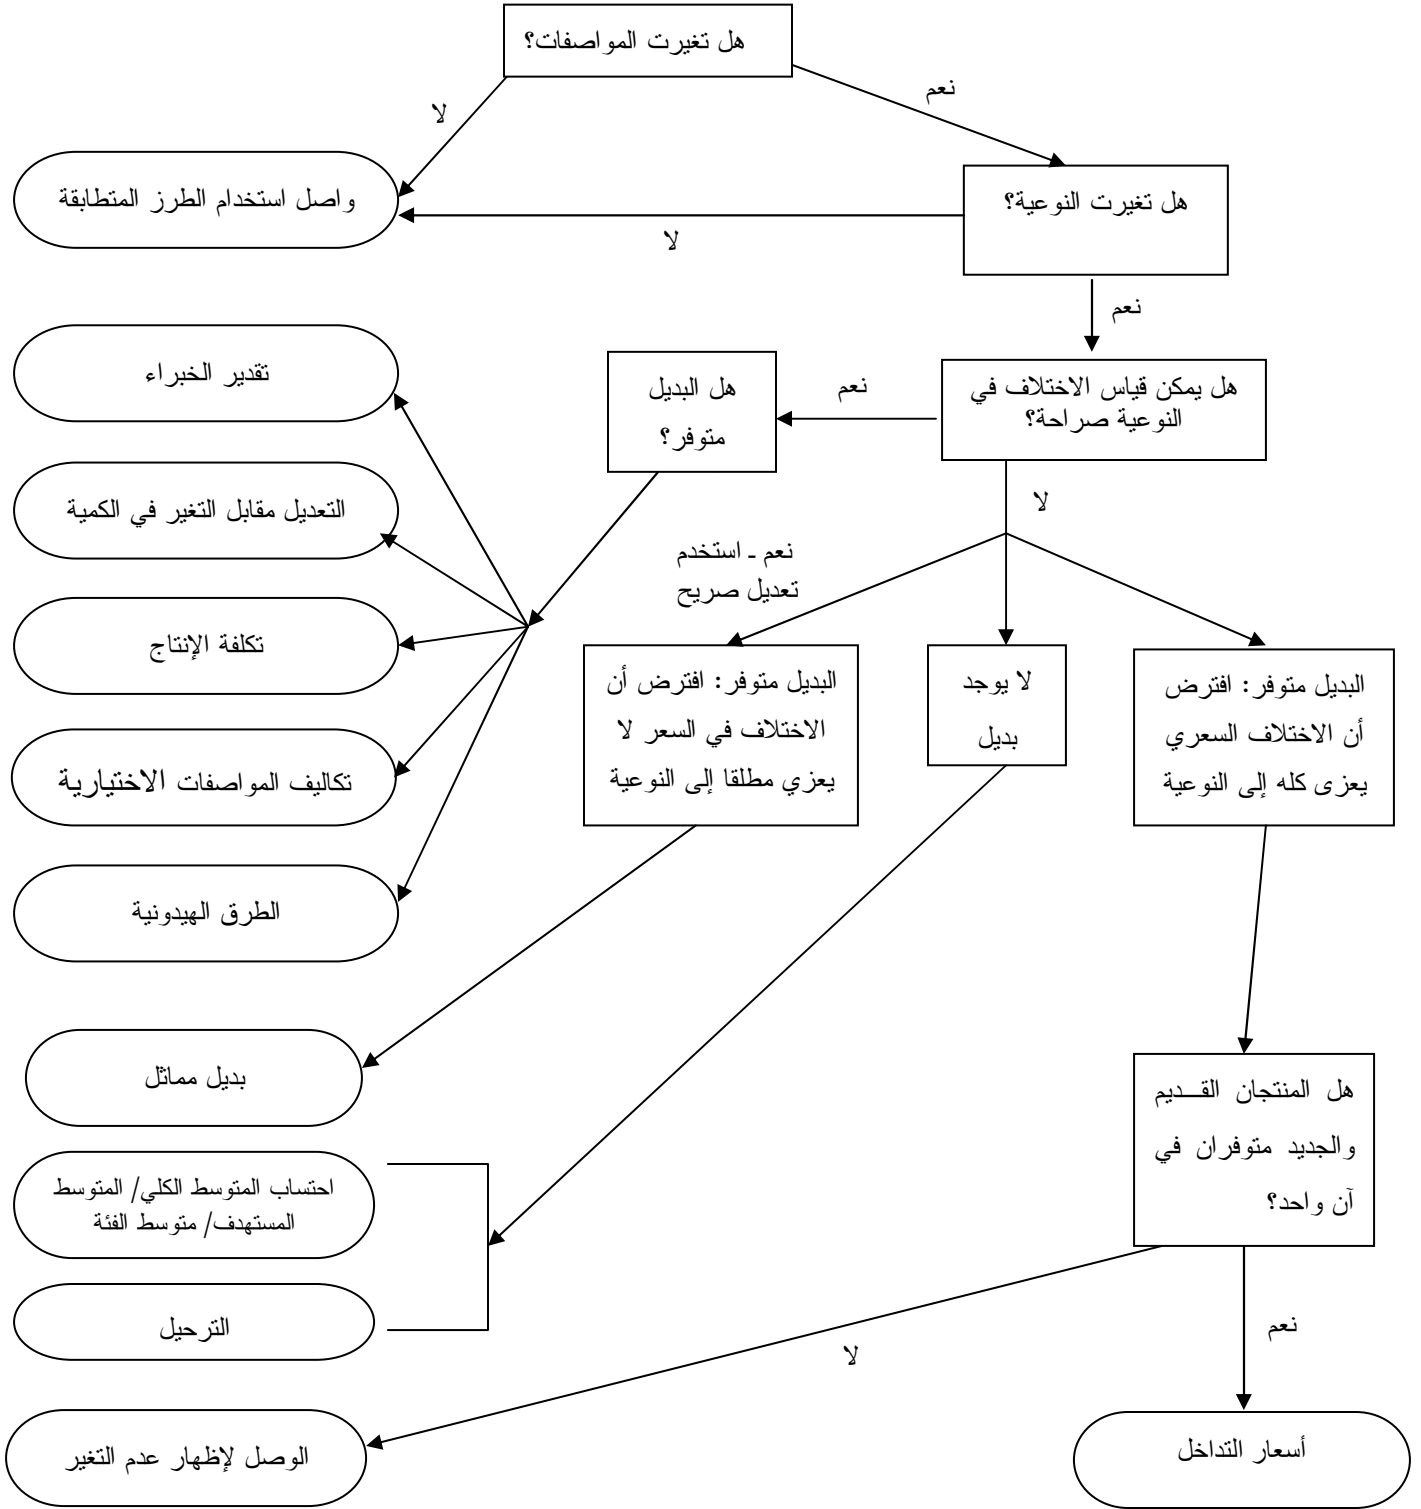 هل تغيرت المواصفات؟
نعم
لا
هل تغيرت النوعية؟
واصل استخدام الطرز المتطابقة
لا
نعم
هل يمكن قياس الاختلاف في
النوعية صراحة؟
نعم
هل البديل
متوفر؟
تقدير الخبراء
لا
التعديل مقابل التغير في الكمية
نعم ـ استخدم
تعديل صريح
تكلفة الإنتاج
البديل متوفر: افترض
أن الاختلاف السعري
يعزى كله إلى النوعية
لا يوجد
بديل
البديل متوفر: افترض أن
الاختلاف في السعر لا
يعزي مطلقا إلى النوعية
تكاليف المواصفات الاختيارية
الطرق الهيدونية
بديل مماثل
هل المنتجان القـــديم
والجديد متوفران في
آن واحد؟
احتساب المتوسط الكلي/ المتوسط
المستهدف/ متوسط الفئة
الترحيل
نعم
لا
أسعار التداخل
الوصل لإظهار عدم التغير